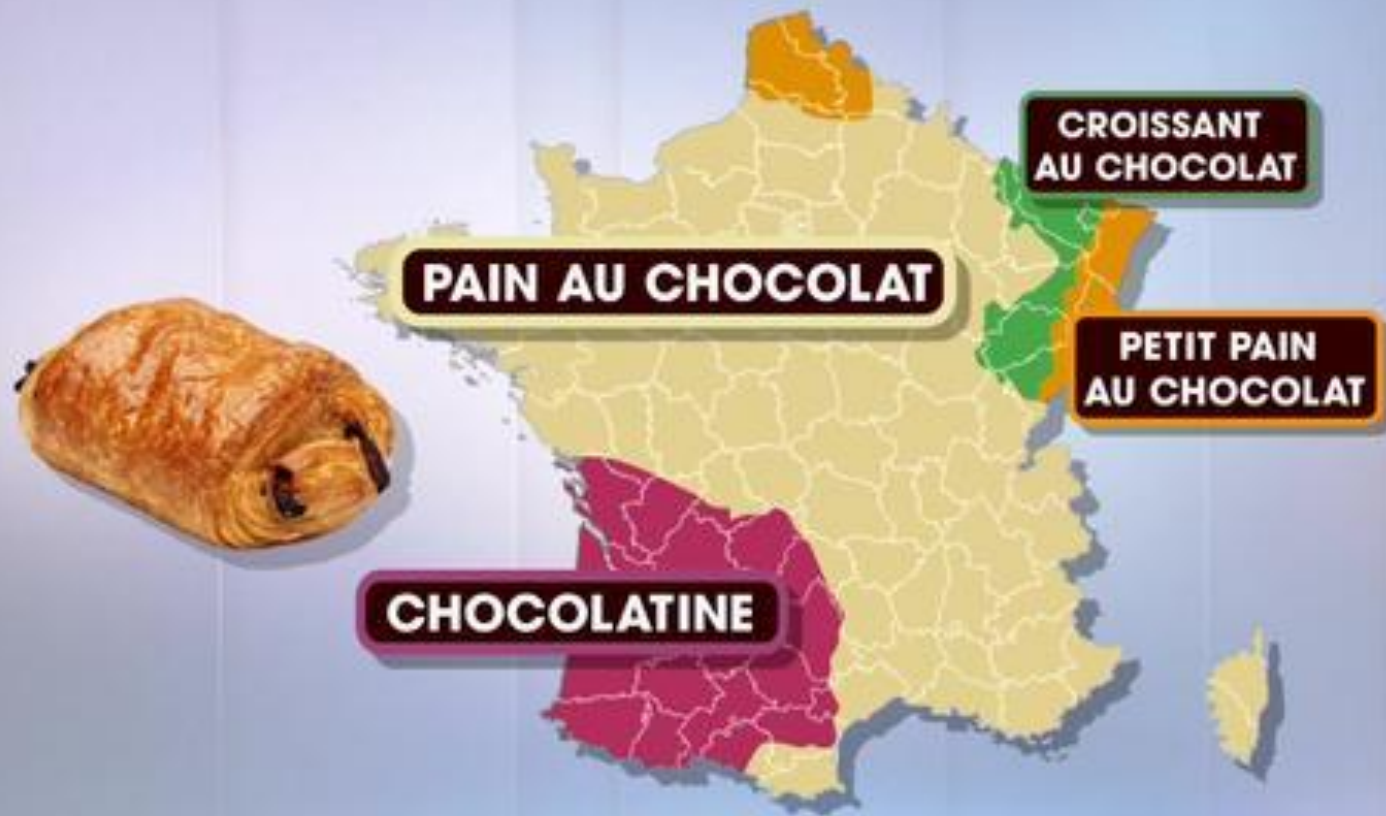 CROISSANT
AU CHOCOLAT
PAIN AU CHOCOLAT
PETIT PAIN
AU CHOCOLAT
CHOCOLATINE